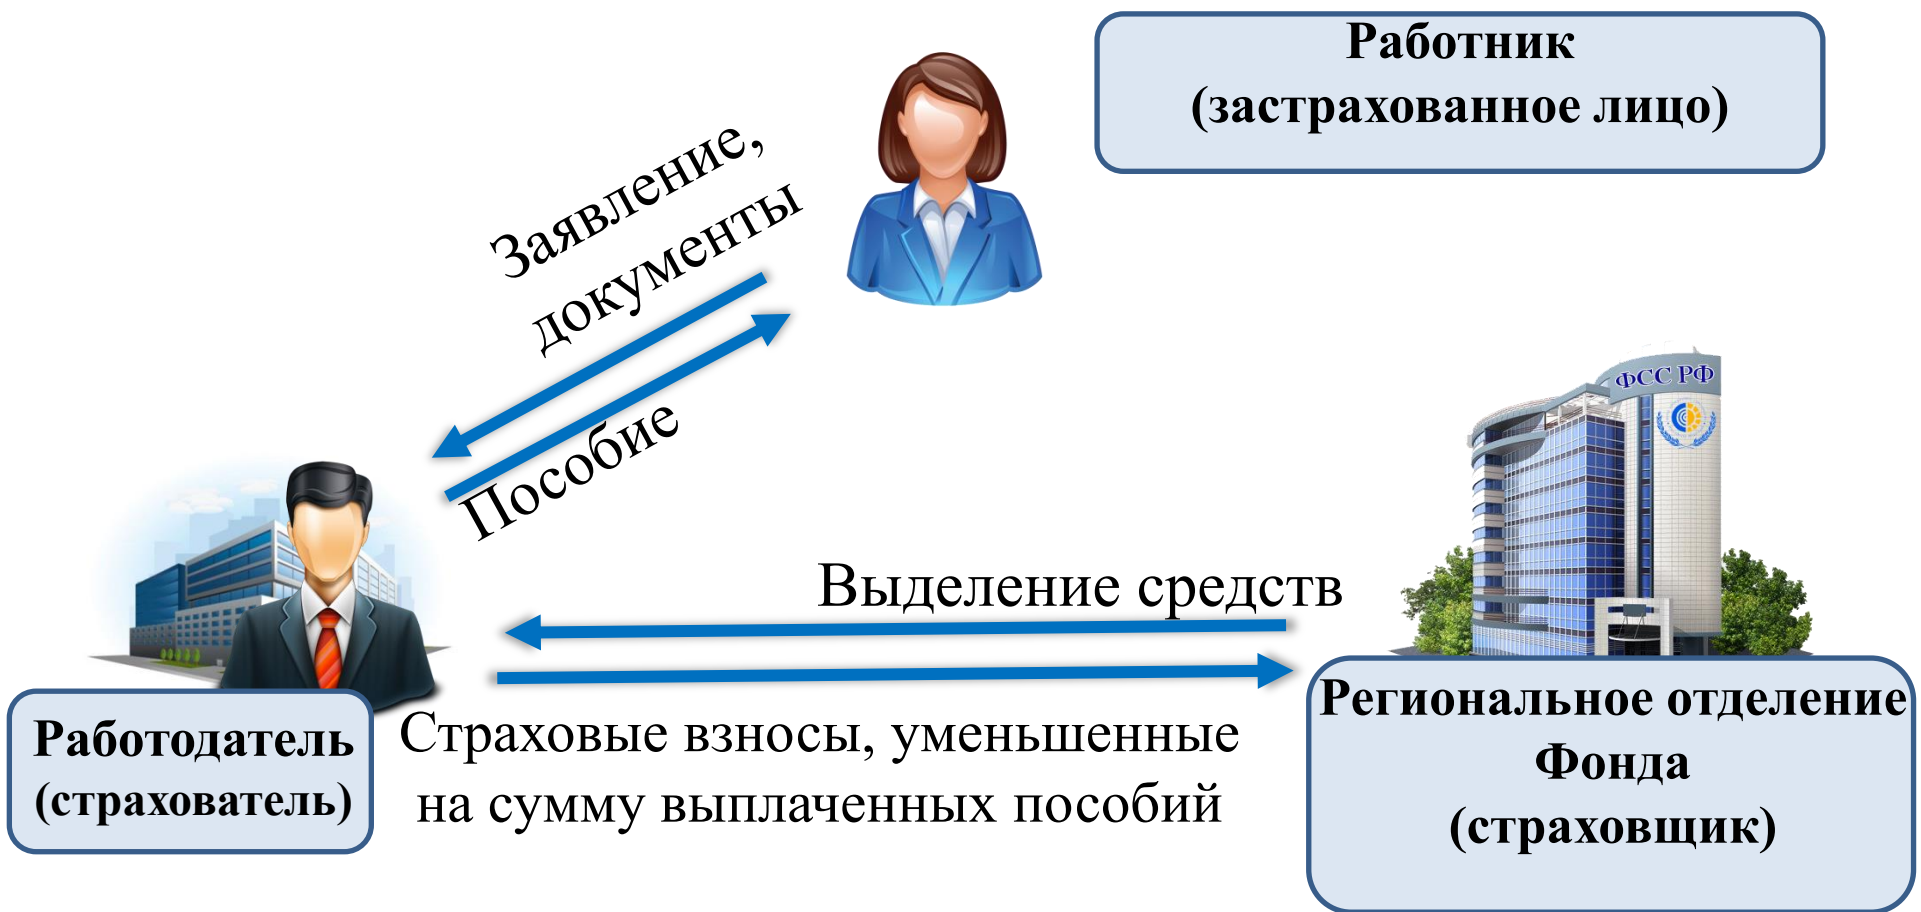 Работник
(застрахованное лицо)
Заявление,
документы
Пособие
ФСС РФ
Выделение средств
Страховые взносы, уменьшенные
на сумму выплаченных пособий
Работодатель
(страхователь)
Региональное отделение
Фонда
(страховщик)